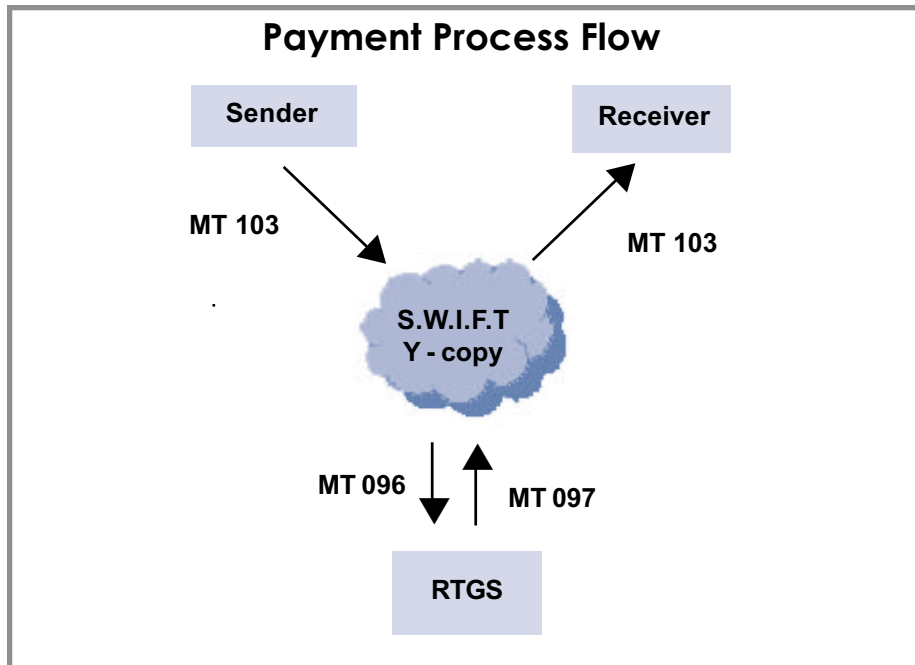 Payment Process Flow
Sender
Receiver
MT 103
MT 103
S.W.I.F.T
Y - copy
MT 096
MT 097
RTGS